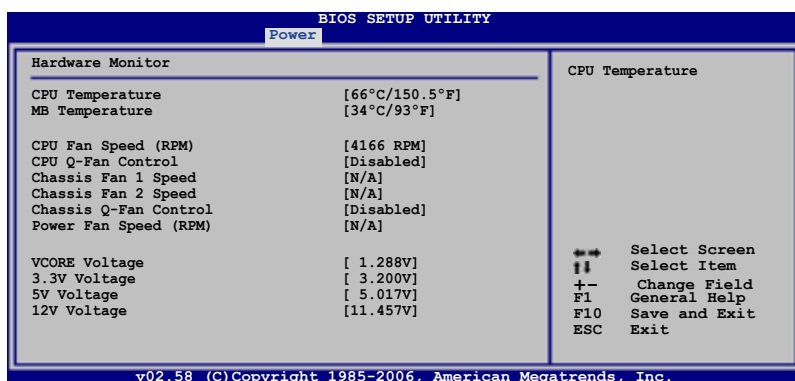 BIOS SETUP UTILITY
Power
Hardware Monitor
CPU Temperature [66°C/150.5°F]
MB Temperature [34°C/93°F]
CPU Fan Speed (RPM) [4166 RPM]
CPU Q-Fan Control [Disabled]
Chassis Fan 1 Speed [N/A]
Chassis Fan 2 Speed [N/A]
Chassis Q-Fan Control [Disabled]
Power Fan Speed (RPM) [N/A]
VCORE Voltage [ 1.288V]
3.3V Voltage [ 3.200V]
5V Voltage [ 5.017V]
12V Voltage [11.457V]
CPU Temperature
←→ Select Screen
↑↓ Select Item
+- Change Field
F1 General Help
F10 Save and Exit
ESC Exit
v02.58 (C)Copyright 1985-2006, American Megatrends, Inc.